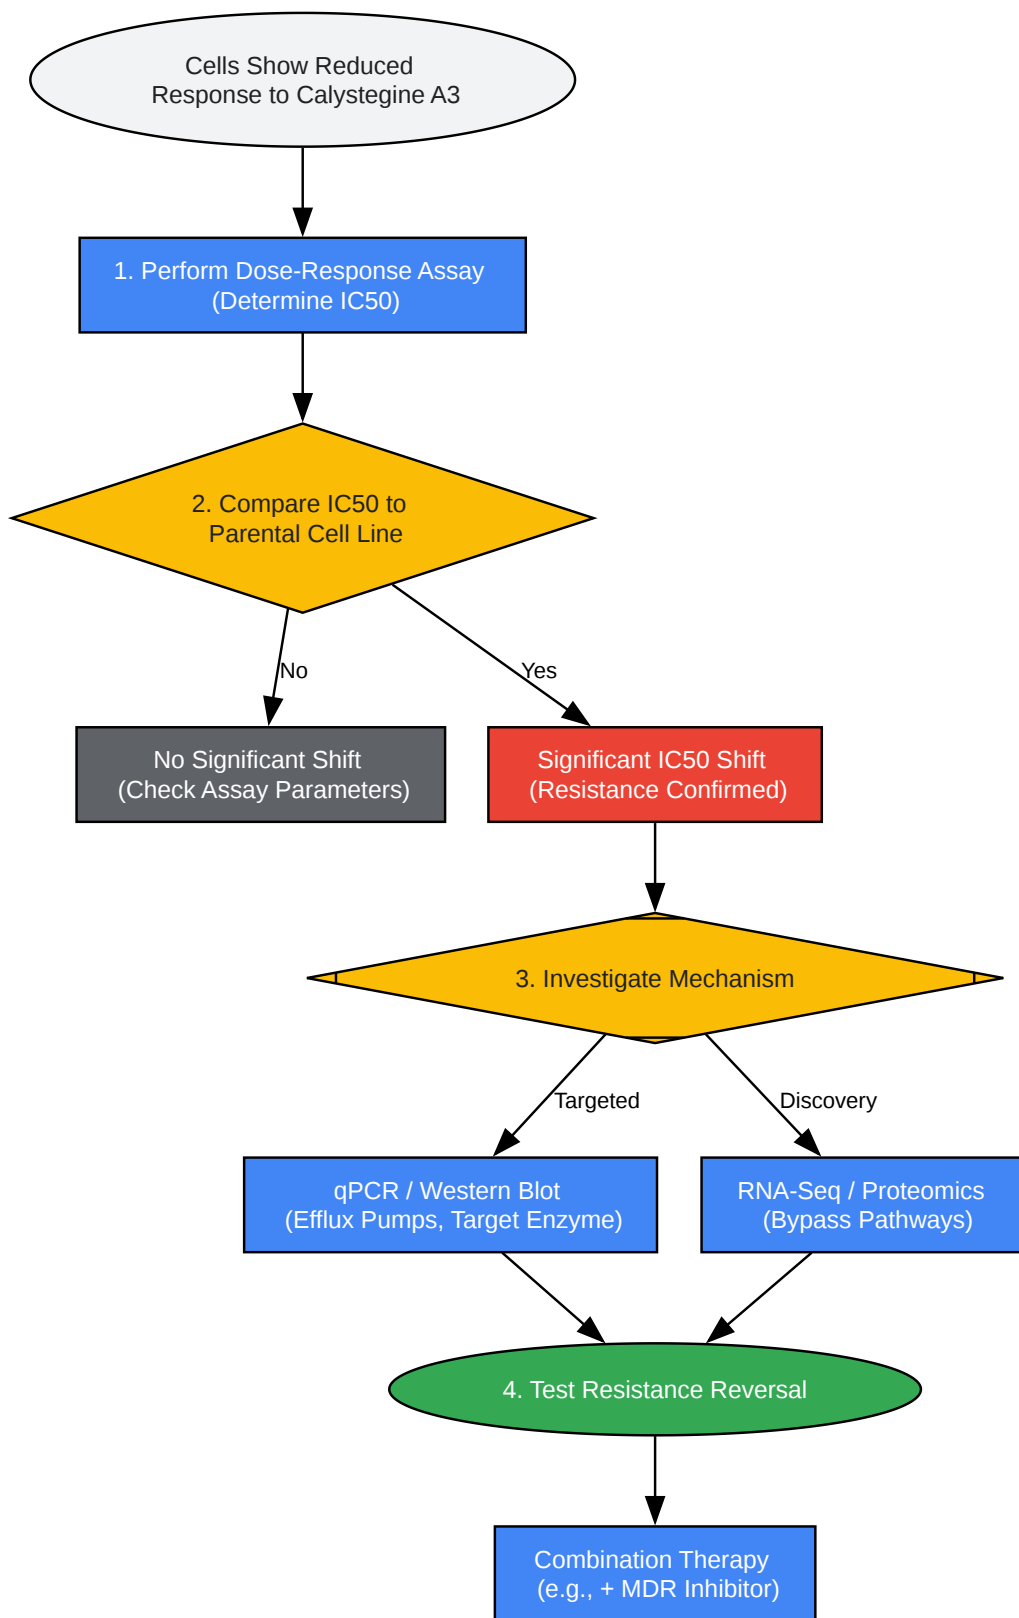 Cells Show Reduced
Response to Calystegine A3
1. Perform Dose-Response Assay
(Determine IC50)
2. Compare IC50 to
Parental Cell Line
No
Yes
No Significant Shift
(Check Assay Parameters)
Significant IC50 Shift
(Resistance Confirmed)
3. Investigate Mechanism
Targeted
Discovery
qPCR / Western Blot
(Efflux Pumps, Target Enzyme)
RNA-Seq / Proteomics
(Bypass Pathways)
4. Test Resistance Reversal
Combination Therapy
(e.g., + MDR Inhibitor)